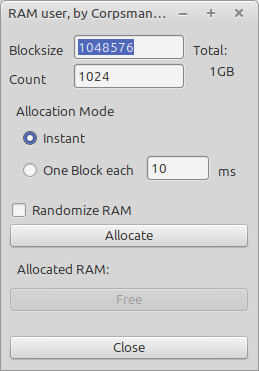 RAM user, by Corpsman...
Blocksize 1048576 Total:
Count 1024 1GB
Allocation Mode
Instant
One Block each 10 ms
Randomize RAM
Allocate
Allocated RAM:
Free
Close